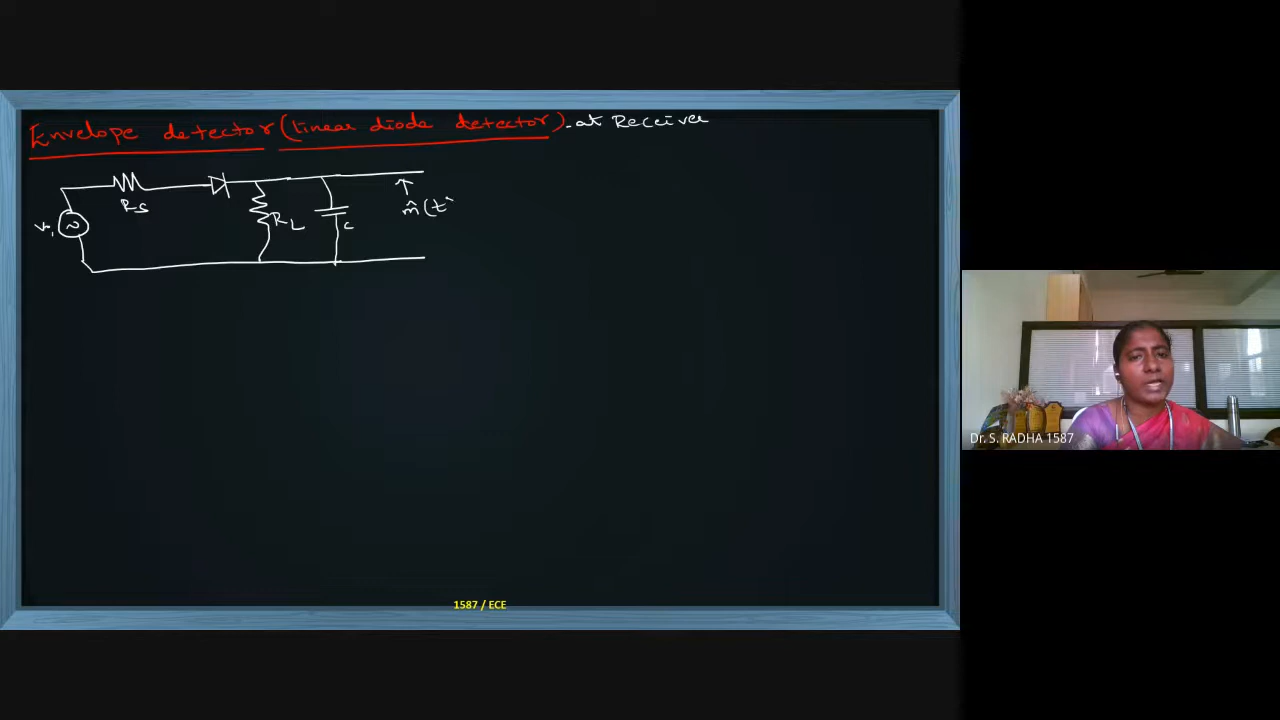 Envelope detector (linear diode detector) - at Receiver
Rs
RL
C
m̂(t)
Dr. S. RADHA 1587
1587 / ECE